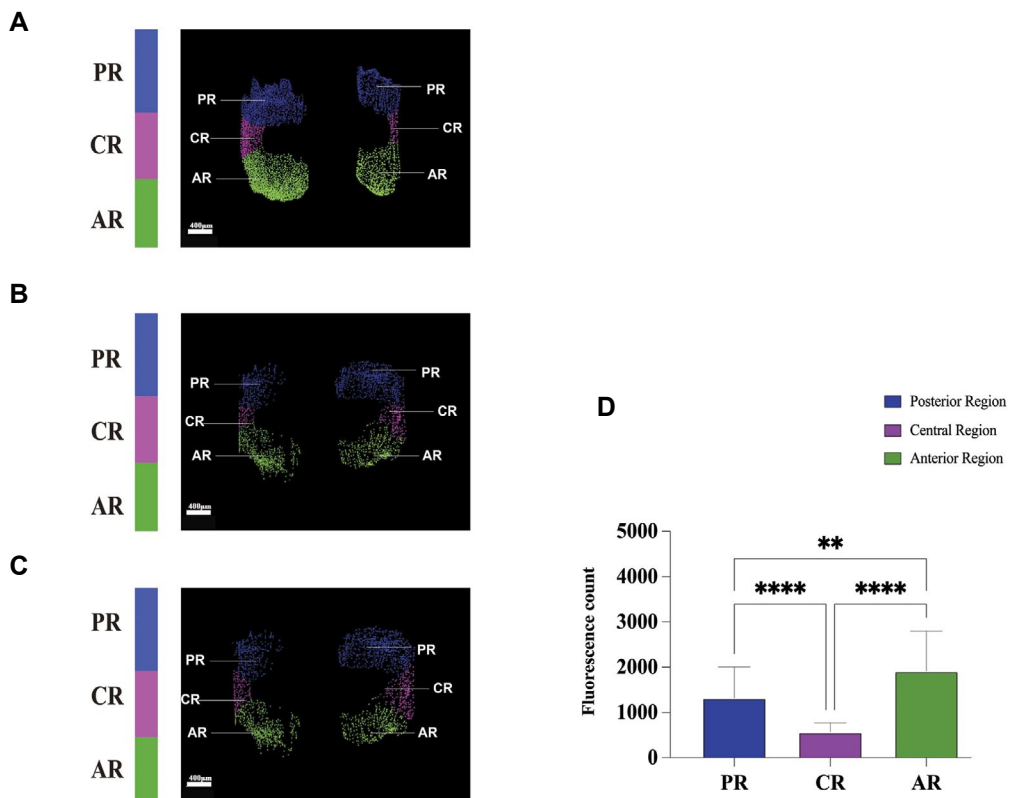 A
PR
CR
AR
PR
CR
AR
PR
CR
AR
400μm
B
PR
CR
AR
PR
CR
AR
PR
CR
AR
400μm
C
PR
CR
AR
PR
CR
AR
PR
CR
AR
400μm
D
Posterior Region
Central Region
Anterior Region
Fluorescence count
5000
4000
3000
2000
1000
0
**
**** ****
PR CR AR